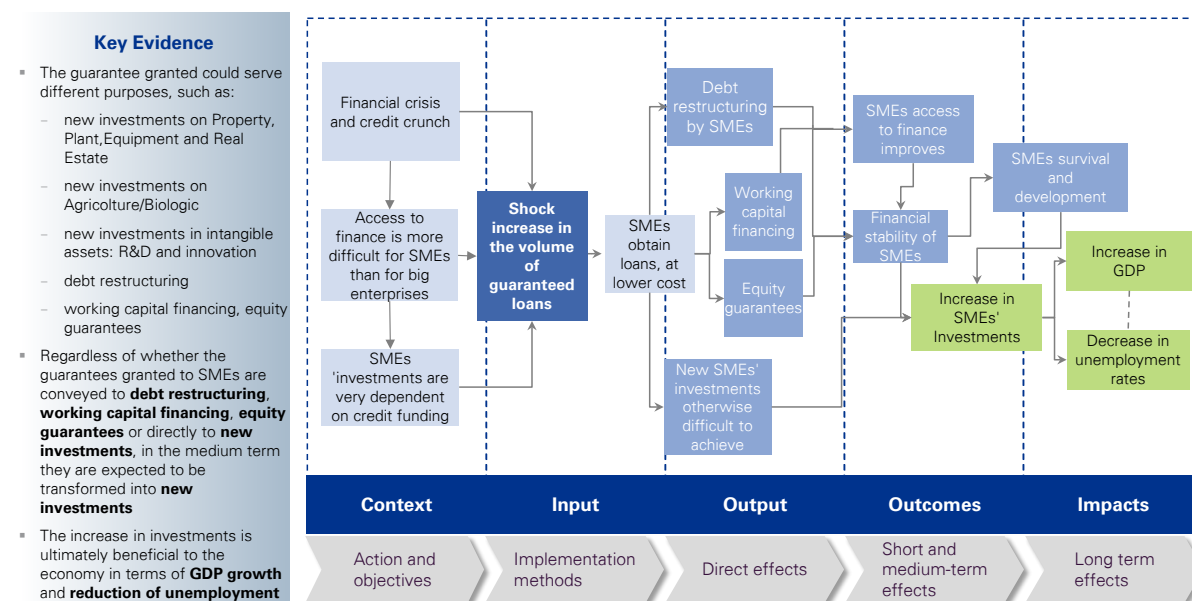 Key Evidence
▪ The guarantee granted could serve
different purposes, such as:
– new investments on Property,
Plant,Equipment and Real
Estate
– new investments on
Agriculture/Biologic
– new investments in intangible
assets: R&D and innovation
– debt restructuring
– working capital financing, equity
guarantees
▪ Regardless of whether the
guarantees granted to SMEs are
conveyed to debt restructuring,
working capital financing, equity
guarantees or directly to new
investments, in the medium term
they are expected to be
transformed into new
investments
▪ The increase in investments is
ultimately beneficial to the
economy in terms of GDP growth
and reduction of unemployment
Financial crisis
and credit crunch
Access to
finance is more
difficult for SMEs
than for big
enterprises
SMEs
'investments are
very dependent
on credit funding
Shock
increase in
the volume
of
guaranteed
loans
SMEs
obtain
loans, at
lower cost
Debt
restructuring
by SMEs
Working
capital
financing
Equity
guarantees
New SMEs'
investments
otherwise
difficult to
achieve
SMEs access
to finance
improves
Financial
stability of
SMEs
SMEs survival
and
development
Increase in
SMEs'
Investments
Increase in
GDP
Decrease in
unemployment
rates
Context
Input
Output
Outcomes
Impacts
Action and
objectives
Implementation
methods
Direct effects
Short and
medium-term
effects
Long term
effects